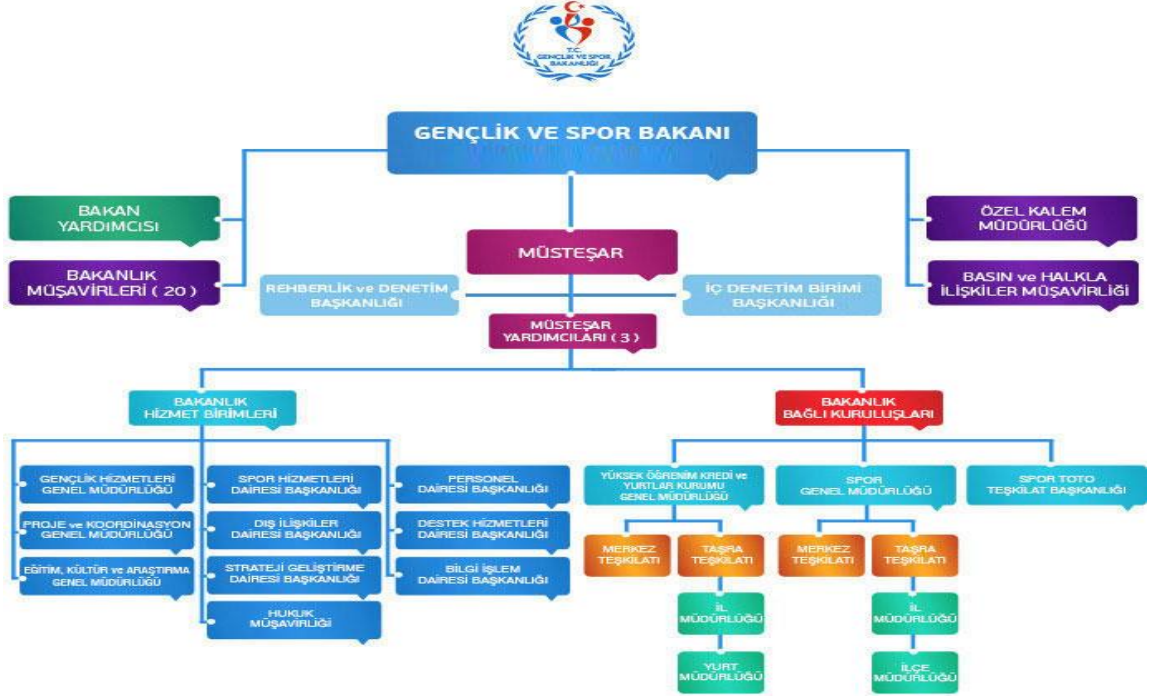 T.C.
GENÇLİK VE SPOR
BAKANLIĞI
GENÇLİK VE SPOR BAKANI
BAKAN
YARDIMCISI
BAKANLIK
MÜŞAVİRLERİ ( 20 )
ÖZEL KALEM
MÜDÜRLÜĞÜ
BASIN ve HALKLA
İLİŞKİLER MÜŞAVİRLİĞİ
MÜSTEŞAR
REHBERLİK ve DENETİM
BAŞKANLIĞI
İÇ DENETİM BİRİMİ
BAŞKANLIĞI
MÜSTEŞAR
YARDIMCILARI ( 3 )
BAKANLIK
HİZMET BİRİMLERİ
BAKANLIK
BAĞLI KURULUŞLARI
GENÇLİK HİZMETLERİ
GENEL MÜDÜRLÜĞÜ
PROJE ve KOORDİNASYON
GENEL MÜDÜRLÜĞÜ
EĞİTİM, KÜLTÜR ve ARAŞTIRMA
GENEL MÜDÜRLÜĞÜ
SPOR HİZMETLERİ
DAİRESİ BAŞKANLIĞI
DIŞ İLİŞKİLER
DAİRESİ BAŞKANLIĞI
STRATEJİ GELİŞTİRME
DAİRESİ BAŞKANLIĞI
HUKUK
MÜŞAVİRLİĞİ
PERSONEL
DAİRESİ BAŞKANLIĞI
DESTEK HİZMETLERİ
DAİRESİ BAŞKANLIĞI
BİLGİ İŞLEM
DAİRESİ BAŞKANLIĞI
YÜKSEK ÖĞRENİM KREDİ ve
YURTLAR KURUMU
GENEL MÜDÜRLÜĞÜ
SPOR
GENEL MÜDÜRLÜĞÜ
SPOR TOTO
TEŞKİLAT BAŞKANLIĞI
MERKEZ
TEŞKİLATI
TAŞRA
TEŞKİLATI
MERKEZ
TEŞKİLATI
TAŞRA
TEŞKİLATI
İL
MÜDÜRLÜĞÜ
İL
MÜDÜRLÜĞÜ
YURT
MÜDÜRLÜĞÜ
İLÇE
MÜDÜRLÜĞÜ